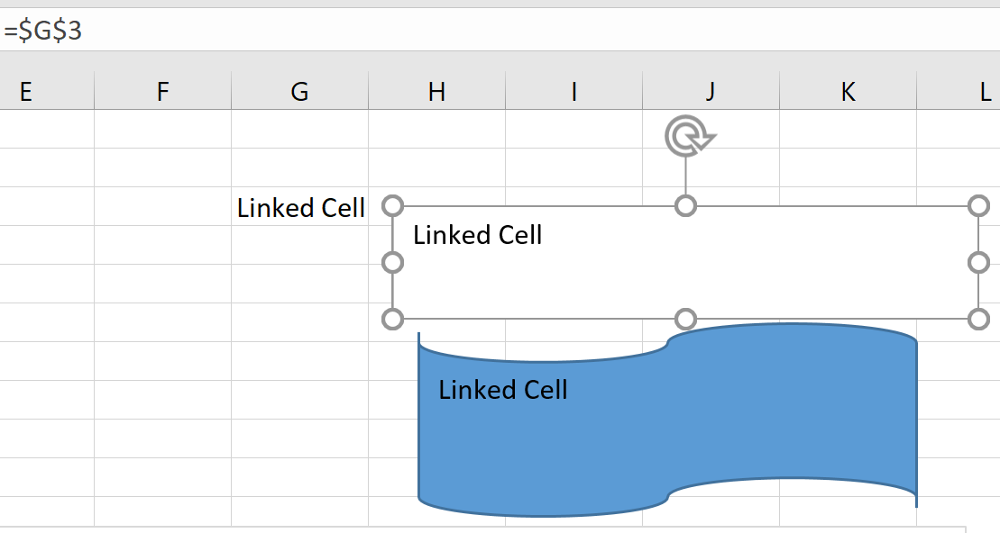 =$G$3
E F G H I J K L
Linked Cell
Linked Cell
Linked Cell